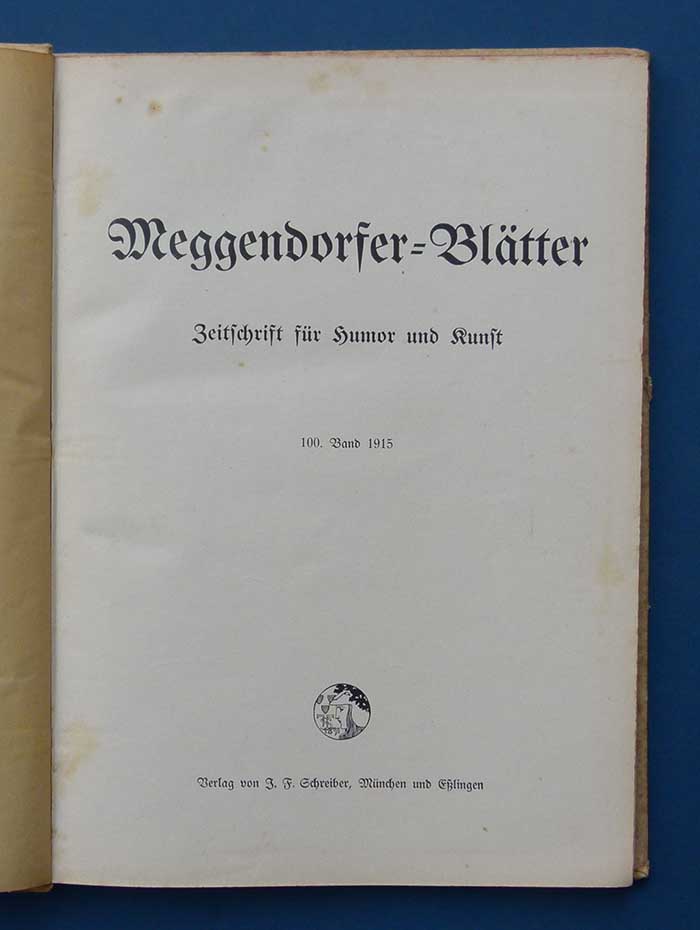 Meggendorfer=Blätter
Zeitschrift für Humor und Kunst
100. Band 1915
Verlag von J. F. Schreiber, München und Eßlingen